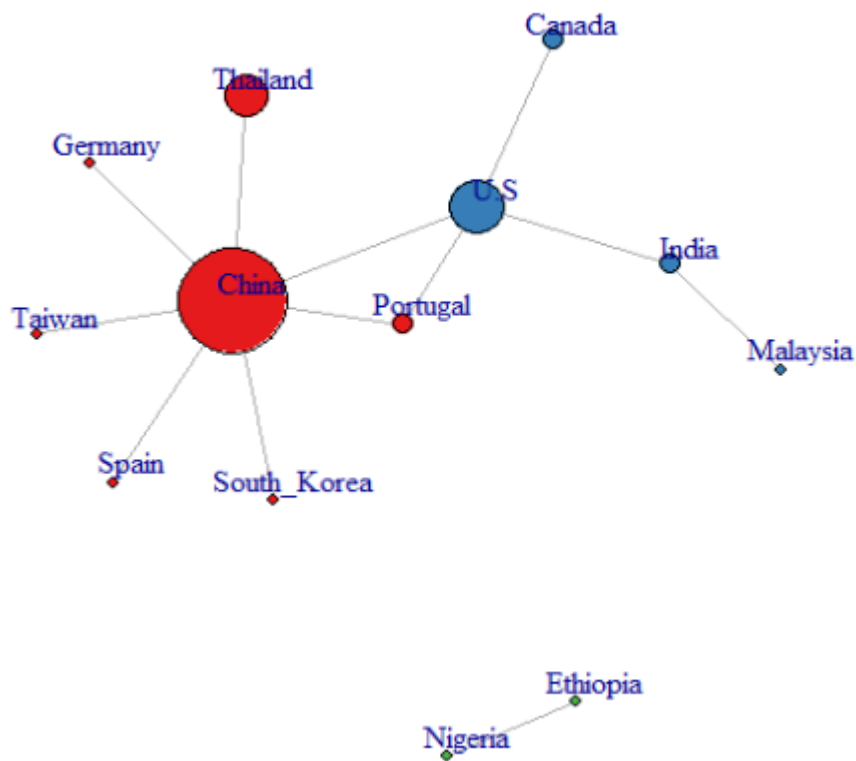 Canada
Thailand
Germany
U.S
India
China
Portugal
Taiwan
Malaysia
Spain
South_Korea
Ethiopia
Nigeria